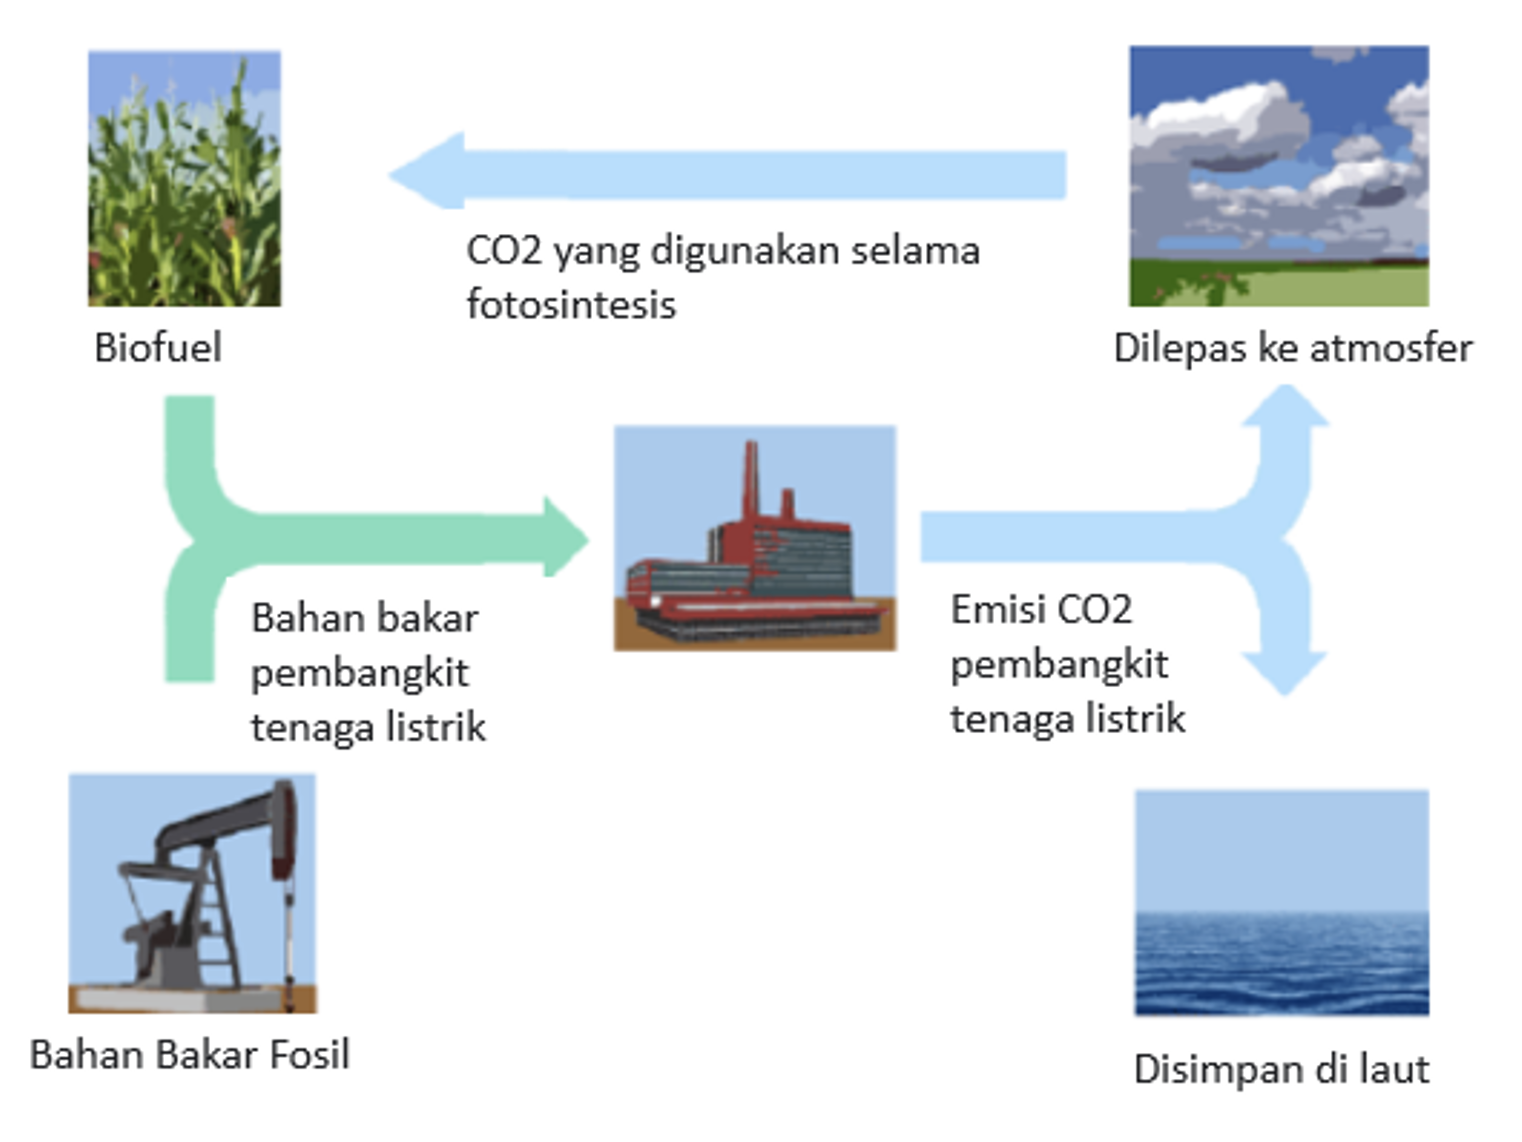 CO2 yang digunakan selama
fotosintesis
Biofuel
Dilepas ke atmosfer
Bahan bakar
pembangkit
tenaga listrik
Emisi CO2
pembangkit
tenaga listrik
Bahan Bakar Fosil
Disimpan di laut